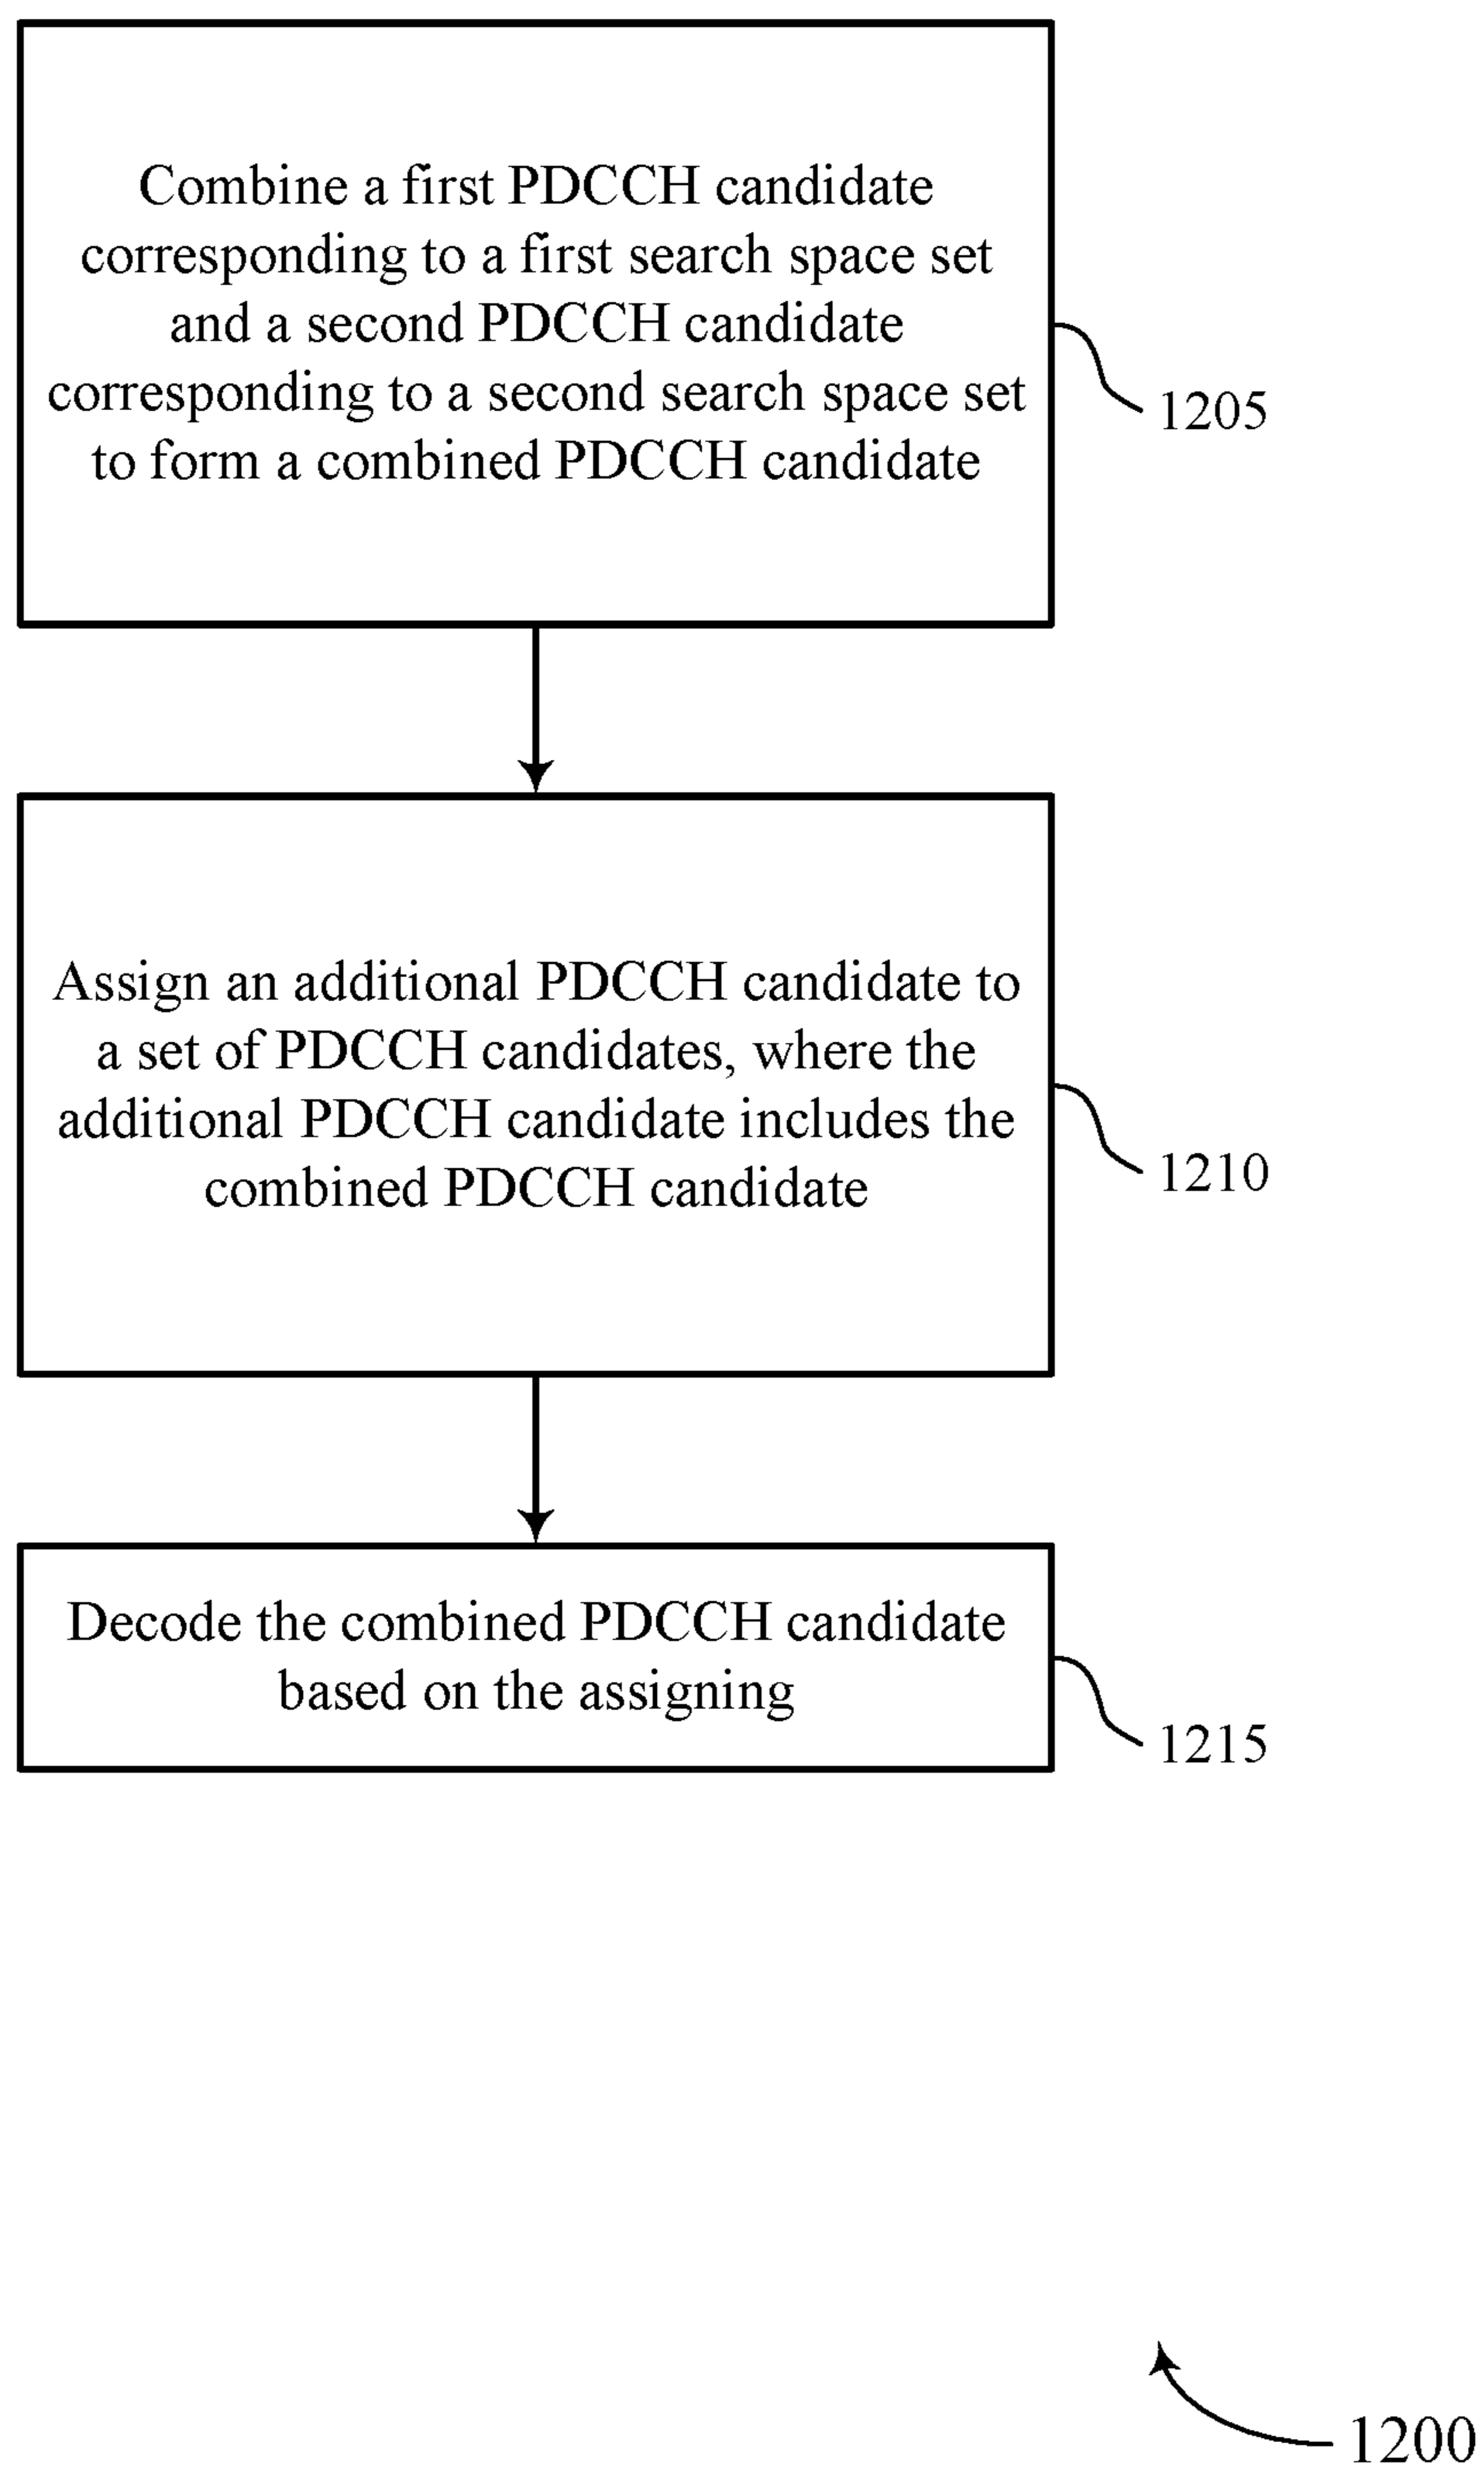 Combine a first PDCCH candidate
corresponding to a first search space set
and a second PDCCH candidate
corresponding to a second search space set
to form a combined PDCCH candidate
1205
Assign an additional PDCCH candidate to
a set of PDCCH candidates, where the
additional PDCCH candidate includes the
combined PDCCH candidate
1210
Decode the combined PDCCH candidate
based on the assigning
1215
1200